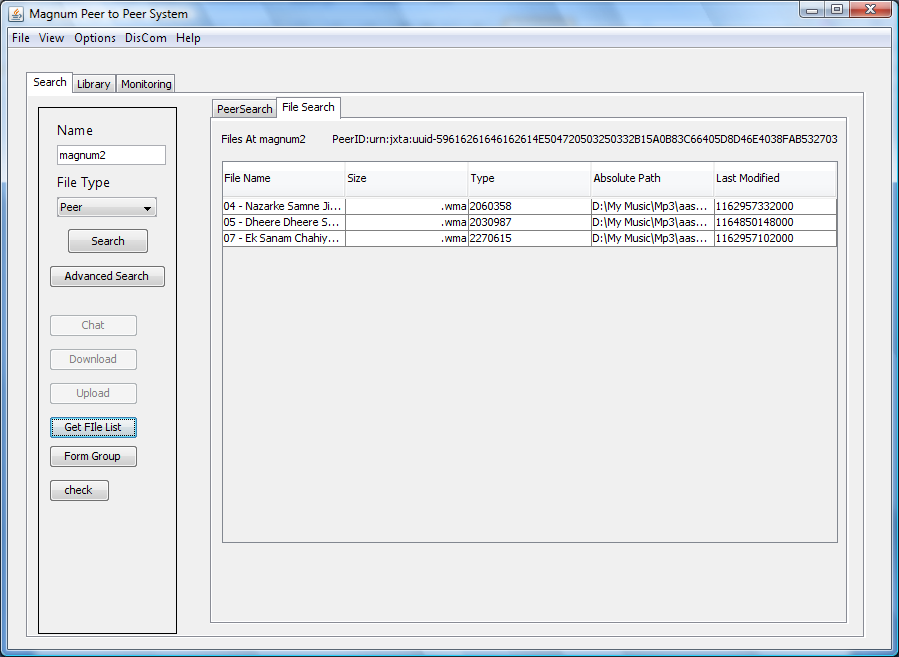 Magnum Peer to Peer System
File View Options DisCom Help
Search Library Monitoring
PeerSearch File Search
Name
magnum2
File Type
Peer
Search
Advanced Search
Chat
Download
Upload
Get FIle List
Form Group
check
Files At magnum2 PeerID:urn:jxta:uuid-59616261646162614E504720503250332B15A0B83C66405D8D46E4038FAB532703
File Name Size Type Absolute Path Last Modified
04 - Nazarke Samne Ji... .wma 2060358 D:\My Music\Mp3\aas... 1162957332000
05 - Dheere Dheere S... .wma 2030987 D:\My Music\Mp3\aas... 1164850148000
07 - Ek Sanam Chahiy... .wma 2270615 D:\My Music\Mp3\aas... 1162957102000